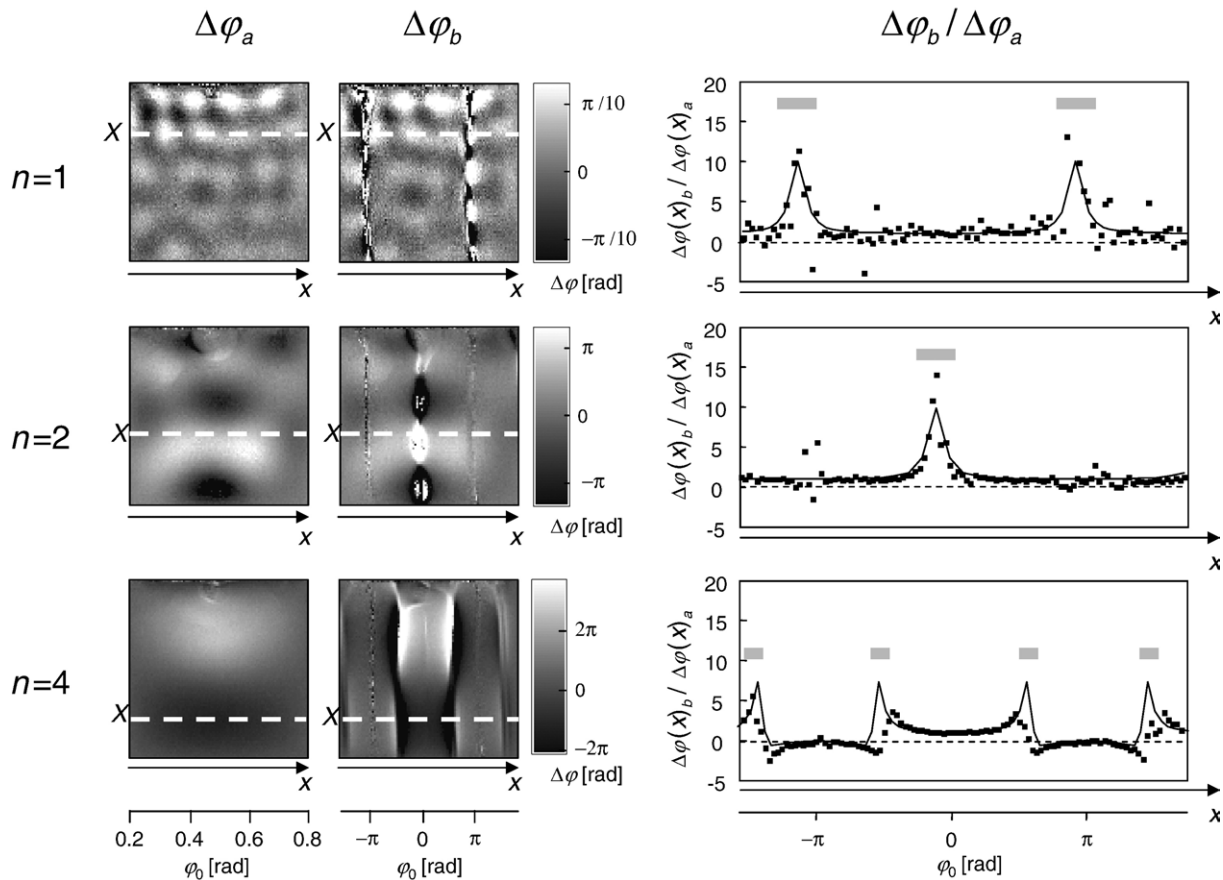 Δφa Δφb Δφb / Δφa
n=1
X X
π/10
0
−π/10
Δφ [rad]
x x
20
15
10
5
0
-5
Δφ(x)b / Δφ(x)a
x
n=2
X X
π
0
−π
Δφ [rad]
x x
20
15
10
5
0
-5
Δφ(x)b / Δφ(x)a
x
n=4
X X
2π
0
−2π
Δφ [rad]
x x
20
15
10
5
0
-5
Δφ(x)b / Δφ(x)a
x
0.2 0.4 0.6 0.8 −π 0 π −π 0 π
φ0 [rad] φ0 [rad] φ0 [rad]